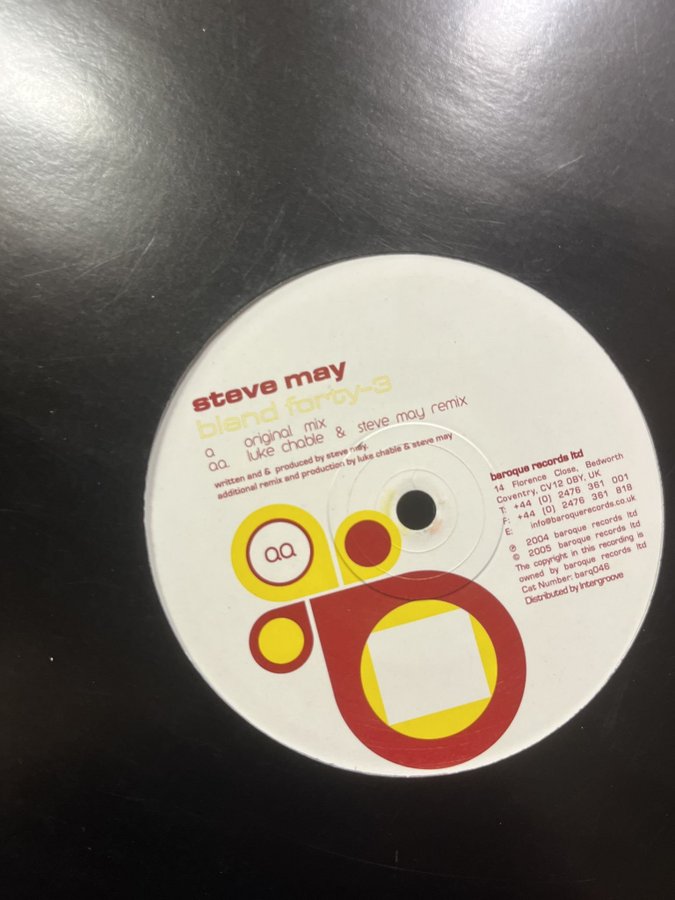 steve may
bland forty-3
a. original mix
aa. luke chable & steve may remix
written and & produced by steve may.
additional remix and production by luke chable & steve may
aa
baroque records ltd
14 Florence Close, Bedworth
Coventry, CV12 0BY, UK
T: +44 (0) 2476 361 001
F: +44 (0) 2476 361 818
E: info@baroquerecords.co.uk
℗ 2004 baroque records ltd
© 2005 baroque records ltd
The copyright in this recording is
owned by baroque records ltd
Cat Number: barq046
Distributed by Intergroove